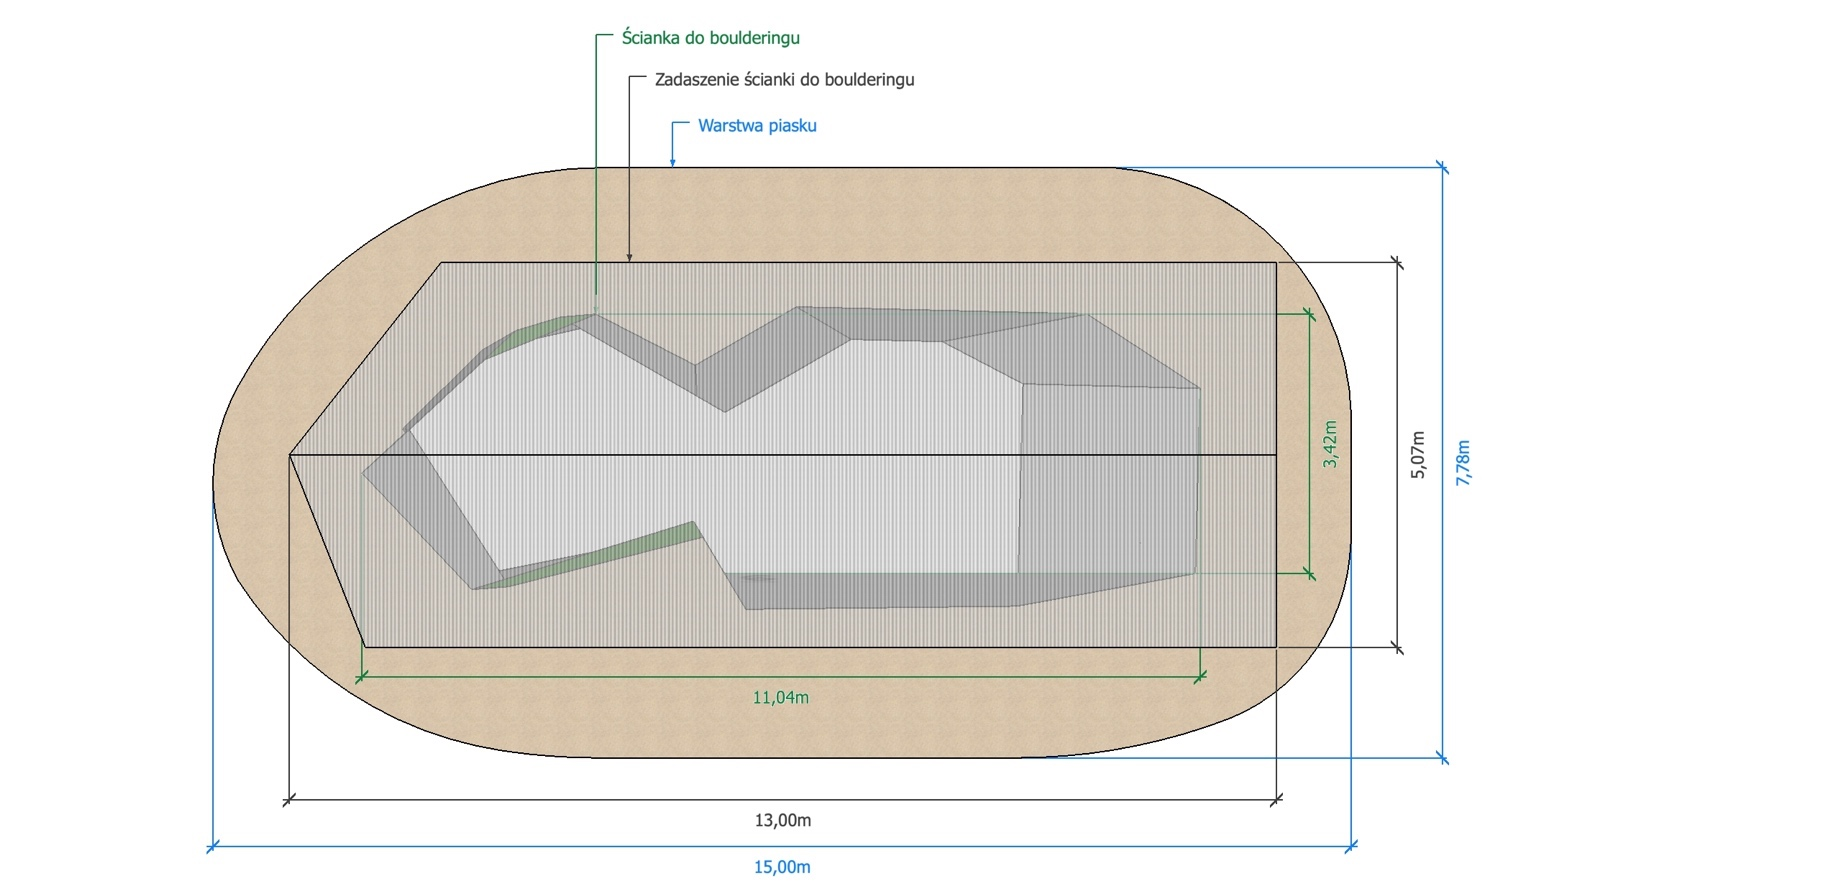 Ścianka do boulderingu
Zadaszenie ścianki do boulderingu
Warstwa piasku
3,42m
5,07m
7,78m
11,04m
13,00m
15,00m